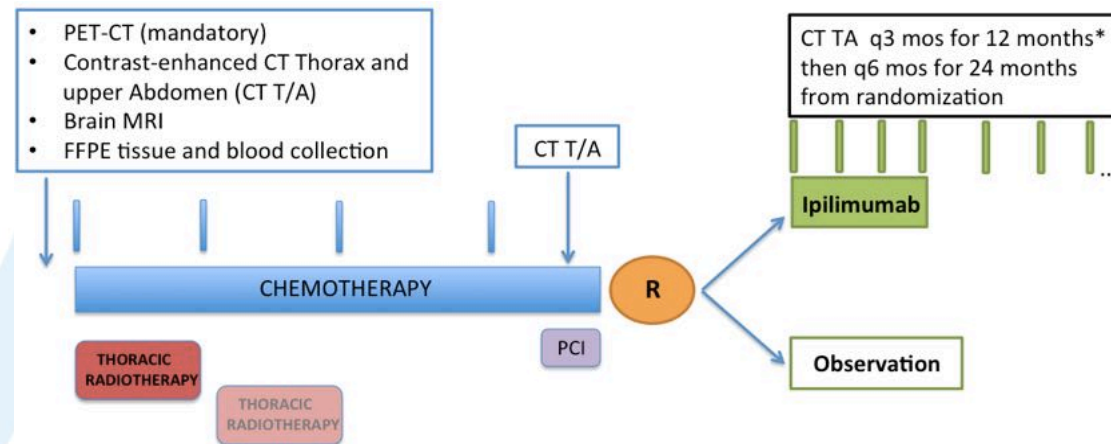 • PET-CT (mandatory)
• Contrast-enhanced CT Thorax and
upper Abdomen (CT T/A)
• Brain MRI
• FFPE tissue and blood collection
CT T/A
CT TA q3 mos for 12 months*
then q6 mos for 24 months
from randomization
...
Ipilimumab
CHEMOTHERAPY
R
PCI
THORACIC
RADIOTHERAPY
THORACIC
RADIOTHERAPY
Observation